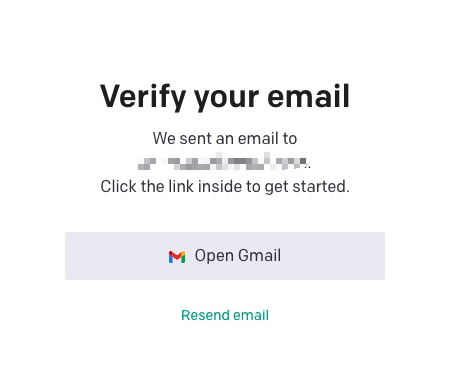 Verify your email
We sent an email to
Click the link inside to get started.
Open Gmail
Resend email